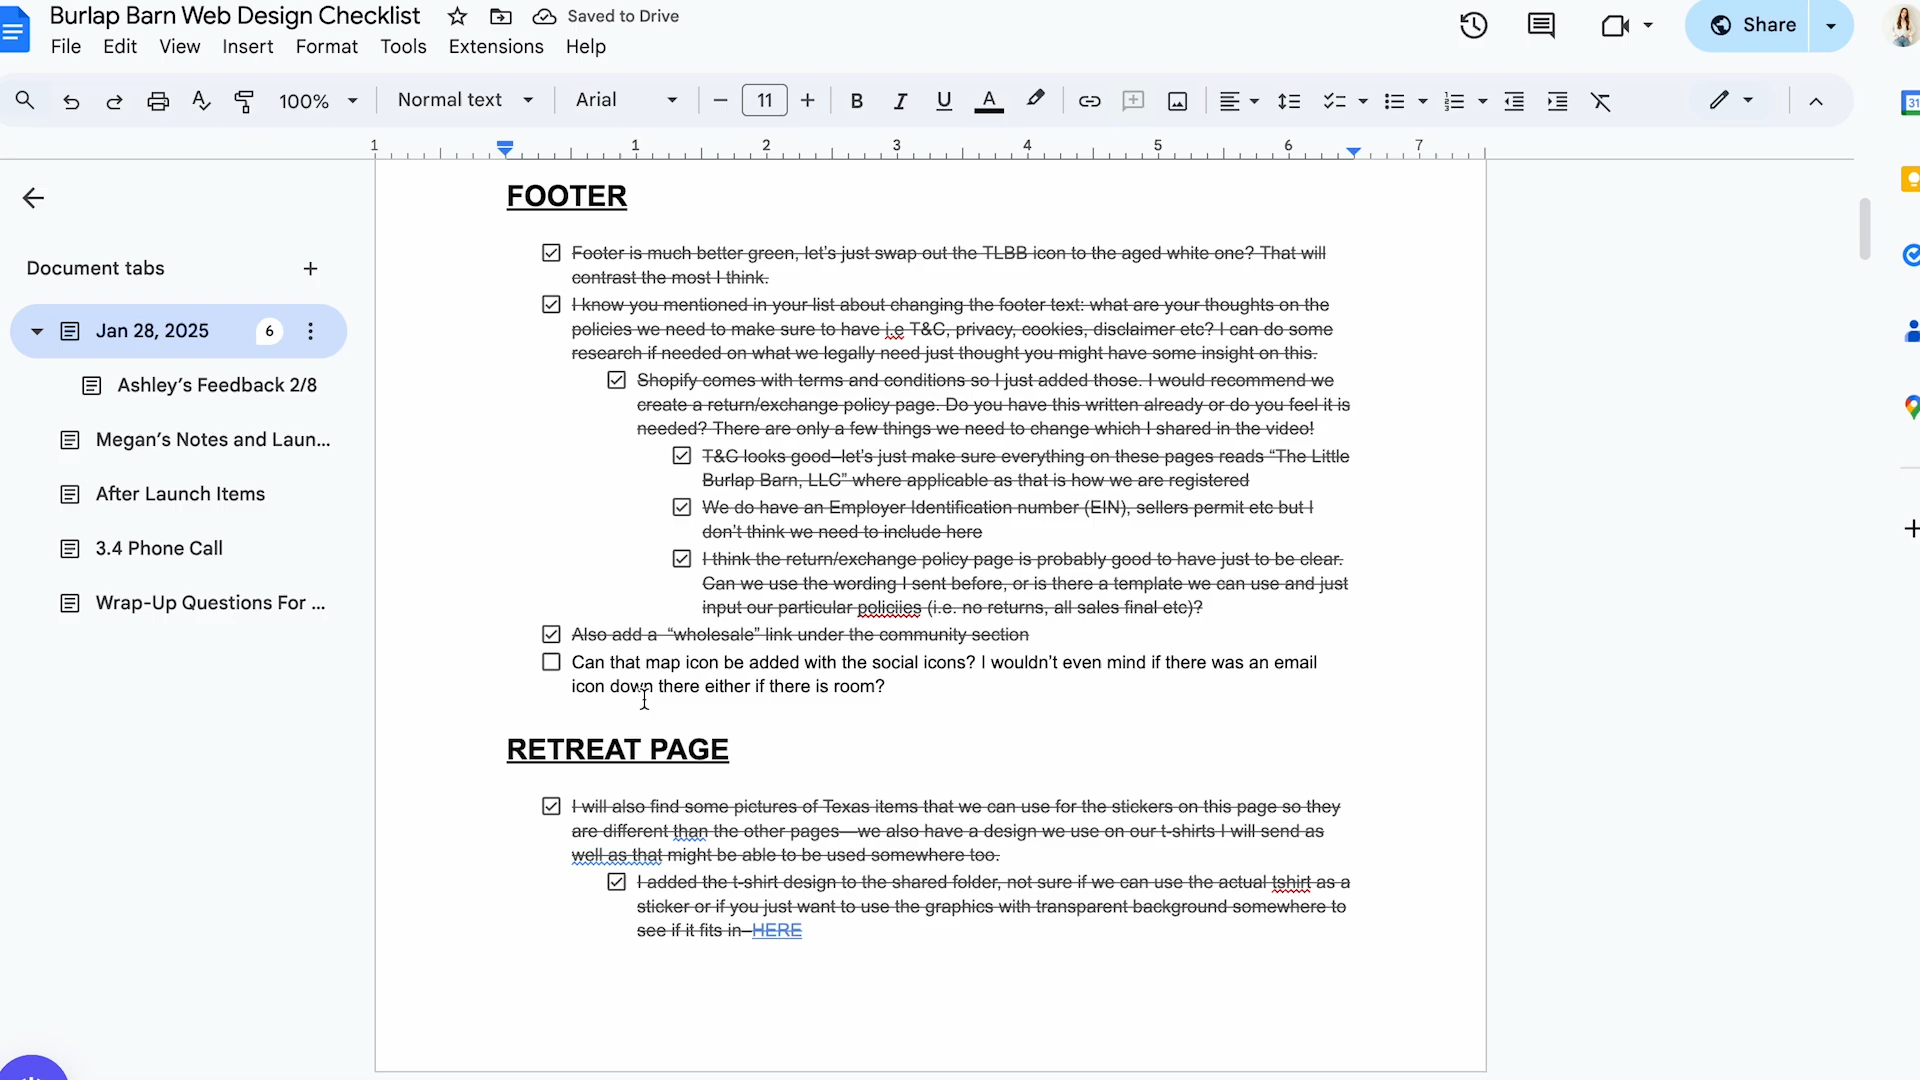 Burlap Barn Web Design Checklist
Saved to Drive
File Edit View Insert Format Tools Extensions Help
Share
100% Normal text Arial 11
1 1 2 3 4 5 6 7
31
Document tabs
Jan 28, 2025 6
Ashley’s Feedback 2/8
Megan’s Notes and Laun...
After Launch Items
3.4 Phone Call
Wrap-Up Questions For ...
FOOTER
Footer is much better green, let’s just swap out the TLBB icon to the aged white one? That will
contrast the most I think.
I know you mentioned in your list about changing the footer text: what are your thoughts on the
policies we need to make sure to have i.e T&C, privacy, cookies, disclaimer etc? I can do some
research if needed on what we legally need just thought you might have some insight on this.
Shopify comes with terms and conditions so I just added those. I would recommend we
create a return/exchange policy page. Do you have this written already or do you feel it is
needed? There are only a few things we need to change which I shared in the video!
T&C looks good–let’s just make sure everything on these pages reads “The Little
Burlap Barn, LLC” where applicable as that is how we are registered
We do have an Employer Identification number (EIN), sellers permit etc but I
don’t think we need to include here
I think the return/exchange policy page is probably good to have just to be clear.
Can we use the wording I sent before, or is there a template we can use and just
input our particular policiies (i.e. no returns, all sales final etc)?
Also add a “wholesale” link under the community section
Can that map icon be added with the social icons? I wouldn’t even mind if there was an email
icon down there either if there is room?
RETREAT PAGE
I will also find some pictures of Texas items that we can use for the stickers on this page so they
are different than the other pages—we also have a design we use on our t-shirts I will send as
well as that might be able to be used somewhere too.
I added the t-shirt design to the shared folder, not sure if we can use the actual tshirt as a
sticker or if you just want to use the graphics with transparent background somewhere to
see if it fits in–HERE